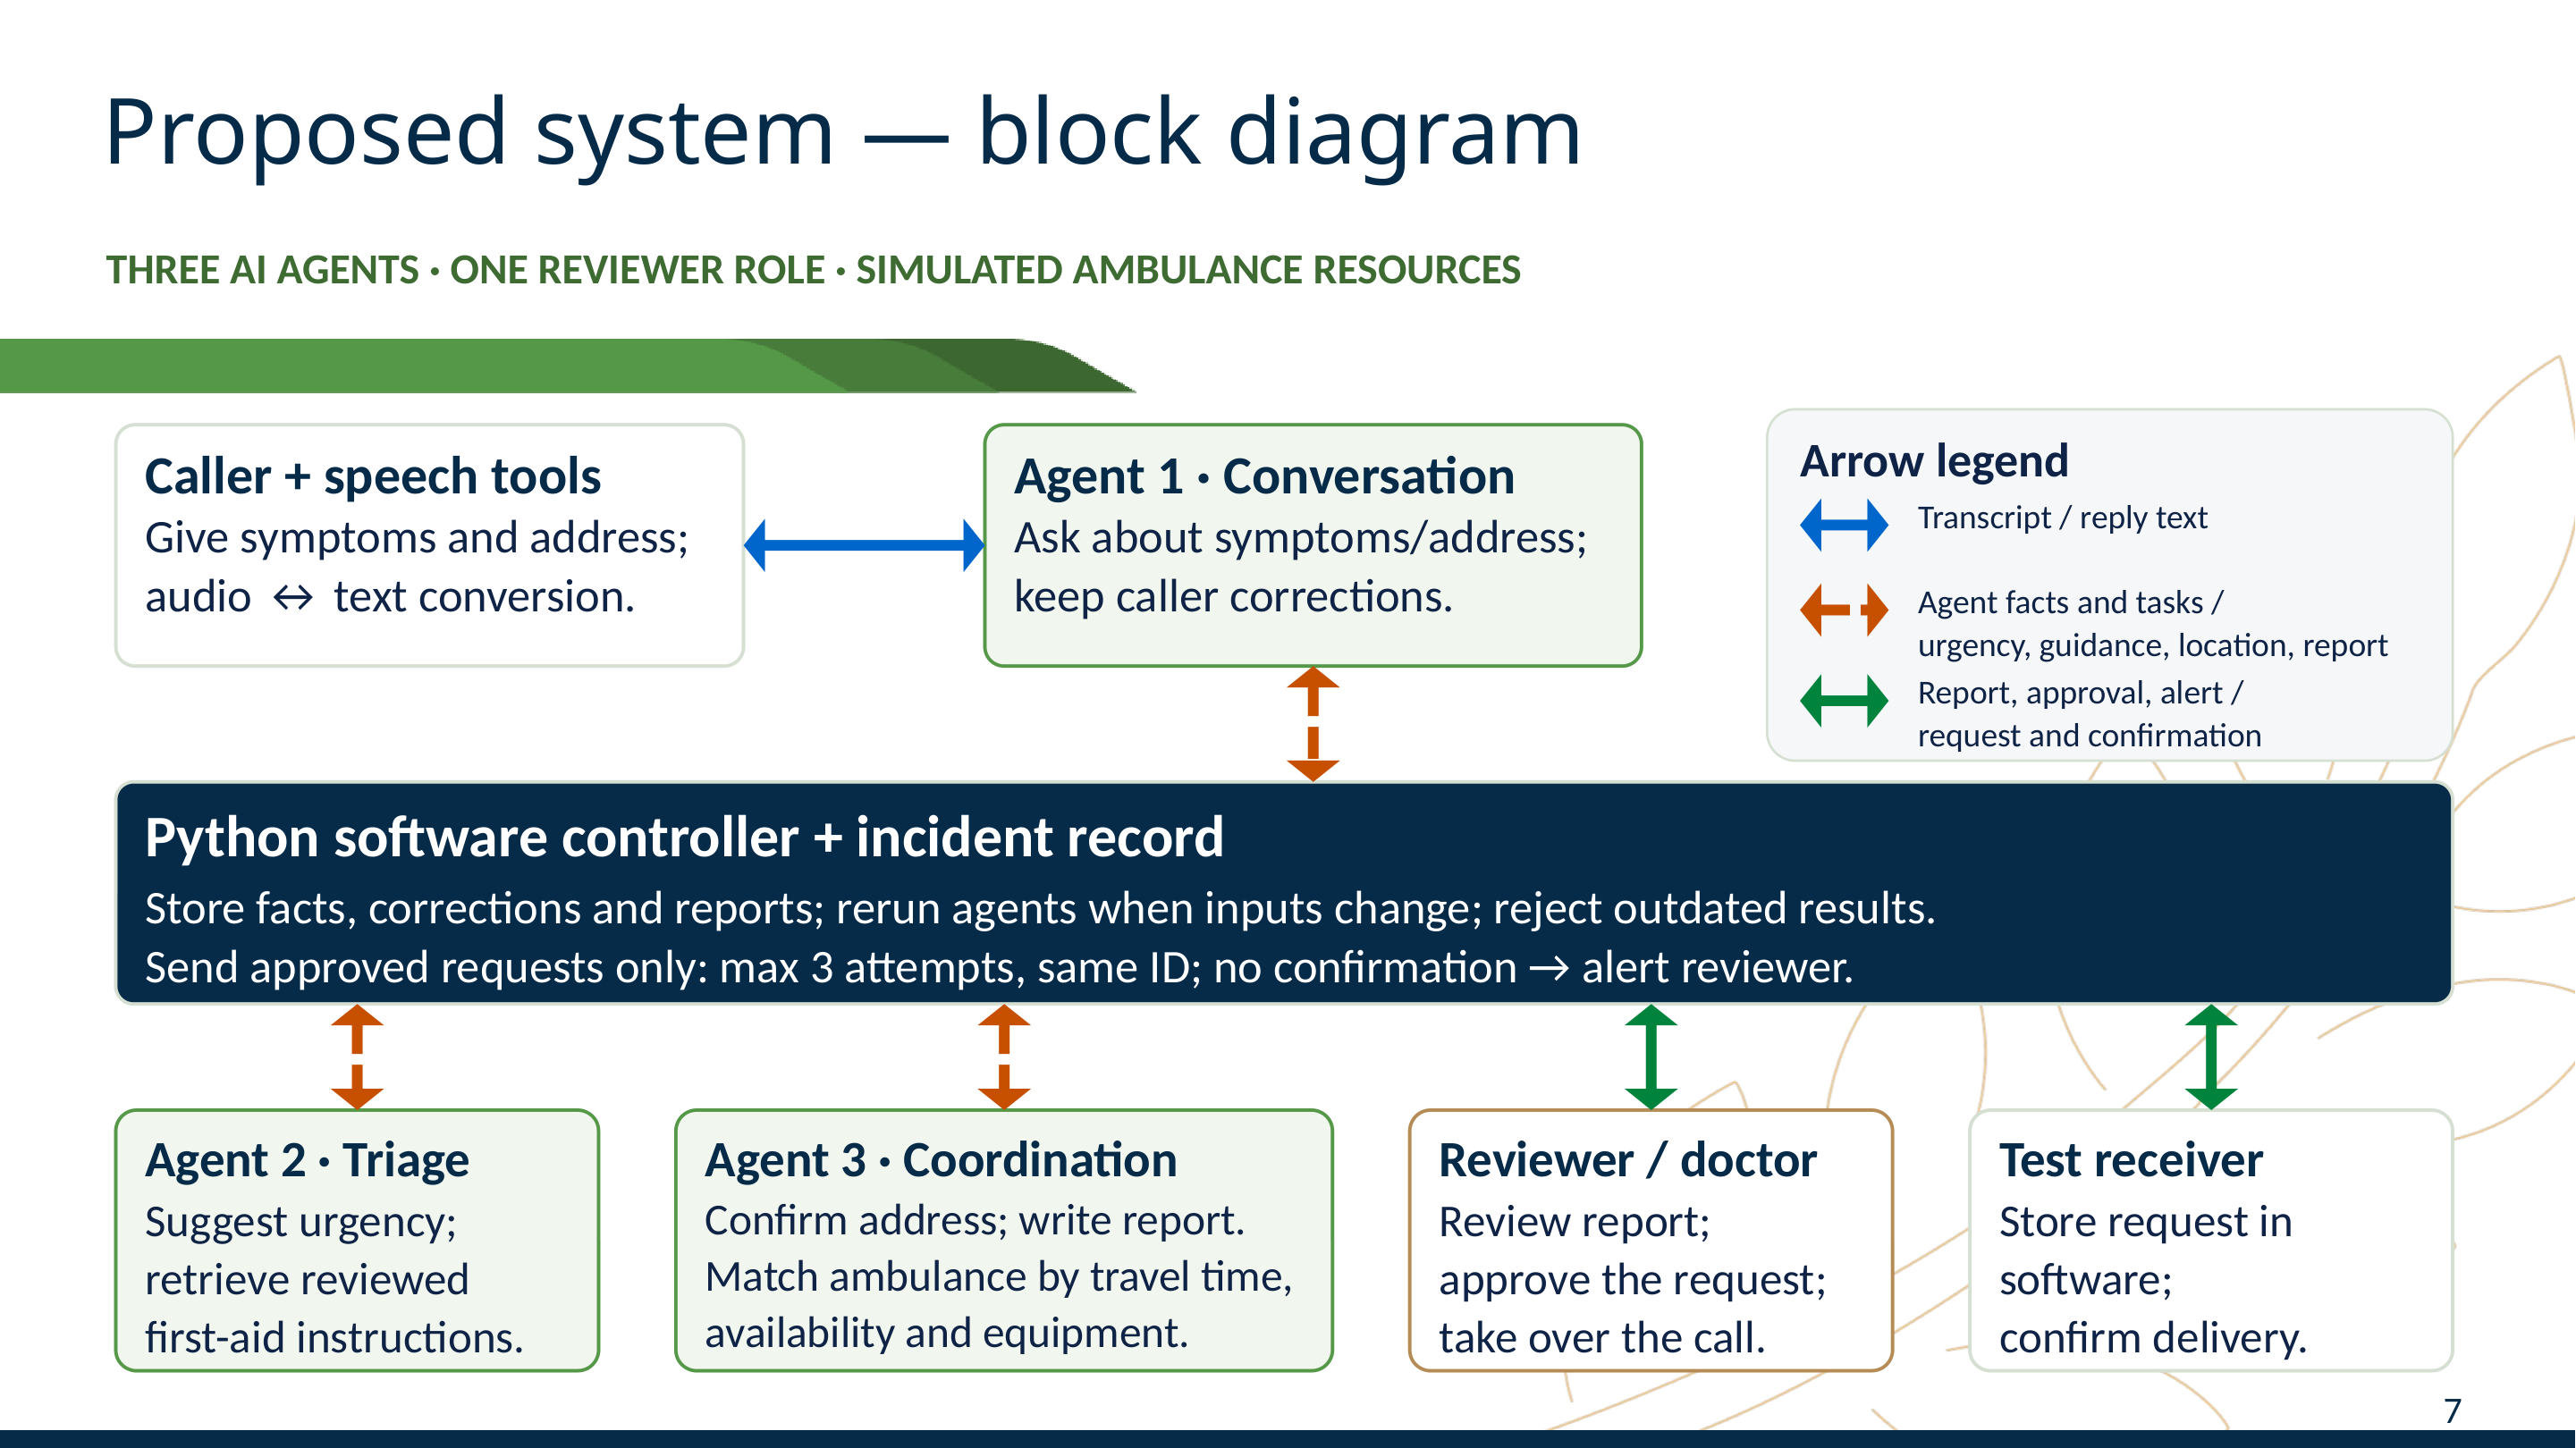 Proposed system — block diagram
THREE AI AGENTS · ONE REVIEWER ROLE · SIMULATED AMBULANCE RESOURCES
Caller + speech tools
Give symptoms and address;
audio ↔ text conversion.
Agent 1 · Conversation
Ask about symptoms/address;
keep caller corrections.
Arrow legend
Transcript / reply text
Agent facts and tasks /
urgency, guidance, location, report
Report, approval, alert /
request and confirmation
Python software controller + incident record
Store facts, corrections and reports; rerun agents when inputs change; reject outdated results.
Send approved requests only: max 3 attempts, same ID; no confirmation → alert reviewer.
Agent 2 · Triage
Suggest urgency;
retrieve reviewed
first-aid instructions.
Agent 3 · Coordination
Confirm address; write report.
Match ambulance by travel time,
availability and equipment.
Reviewer / doctor
Review report;
approve the request;
take over the call.
Test receiver
Store request in
software;
confirm delivery.
7